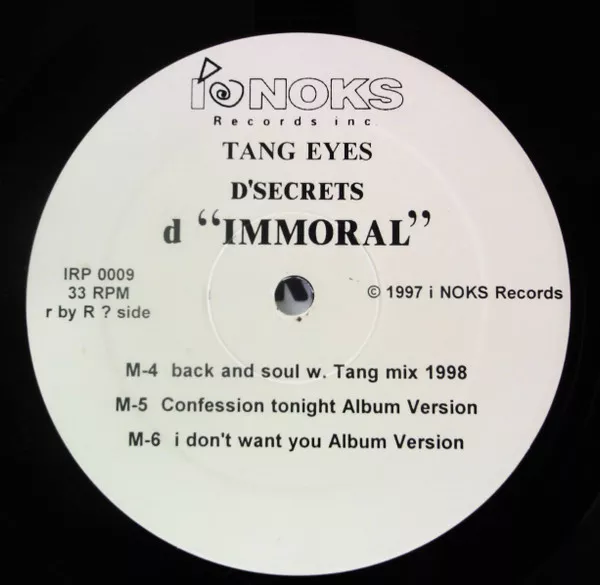 i NOKS
Records inc.
TANG EYES
D'SECRETS
d “IMMORAL”
IRP 0009
33 RPM
r by R ? side
© 1997 i NOKS Records
M-4 back and soul w. Tang mix 1998
M-5 Confession tonight Album Version
M-6 i don't want you Album Version